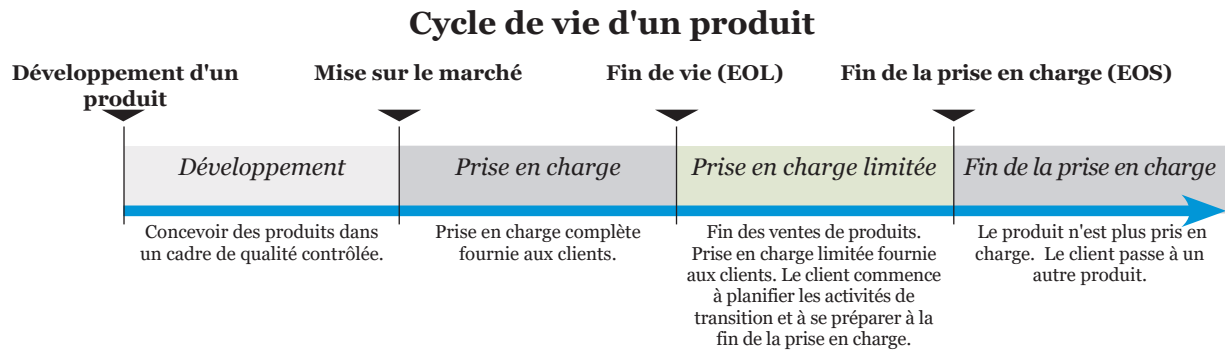 Cycle de vie d'un produit
Développement d'un
produit
Mise sur le marché
Fin de vie (EOL)
Fin de la prise en charge (EOS)
Développement
Prise en charge
Prise en charge limitée
Fin de la prise en charge
Concevoir des produits dans
un cadre de qualité contrôlée.
Prise en charge complète
fournie aux clients.
Fin des ventes de produits.
Prise en charge limitée fournie
aux clients. Le client commence
à planifier les activités de
transition et à se préparer à la
fin de la prise en charge.
Le produit n'est plus pris en
charge.  Le client passe à un
autre produit.